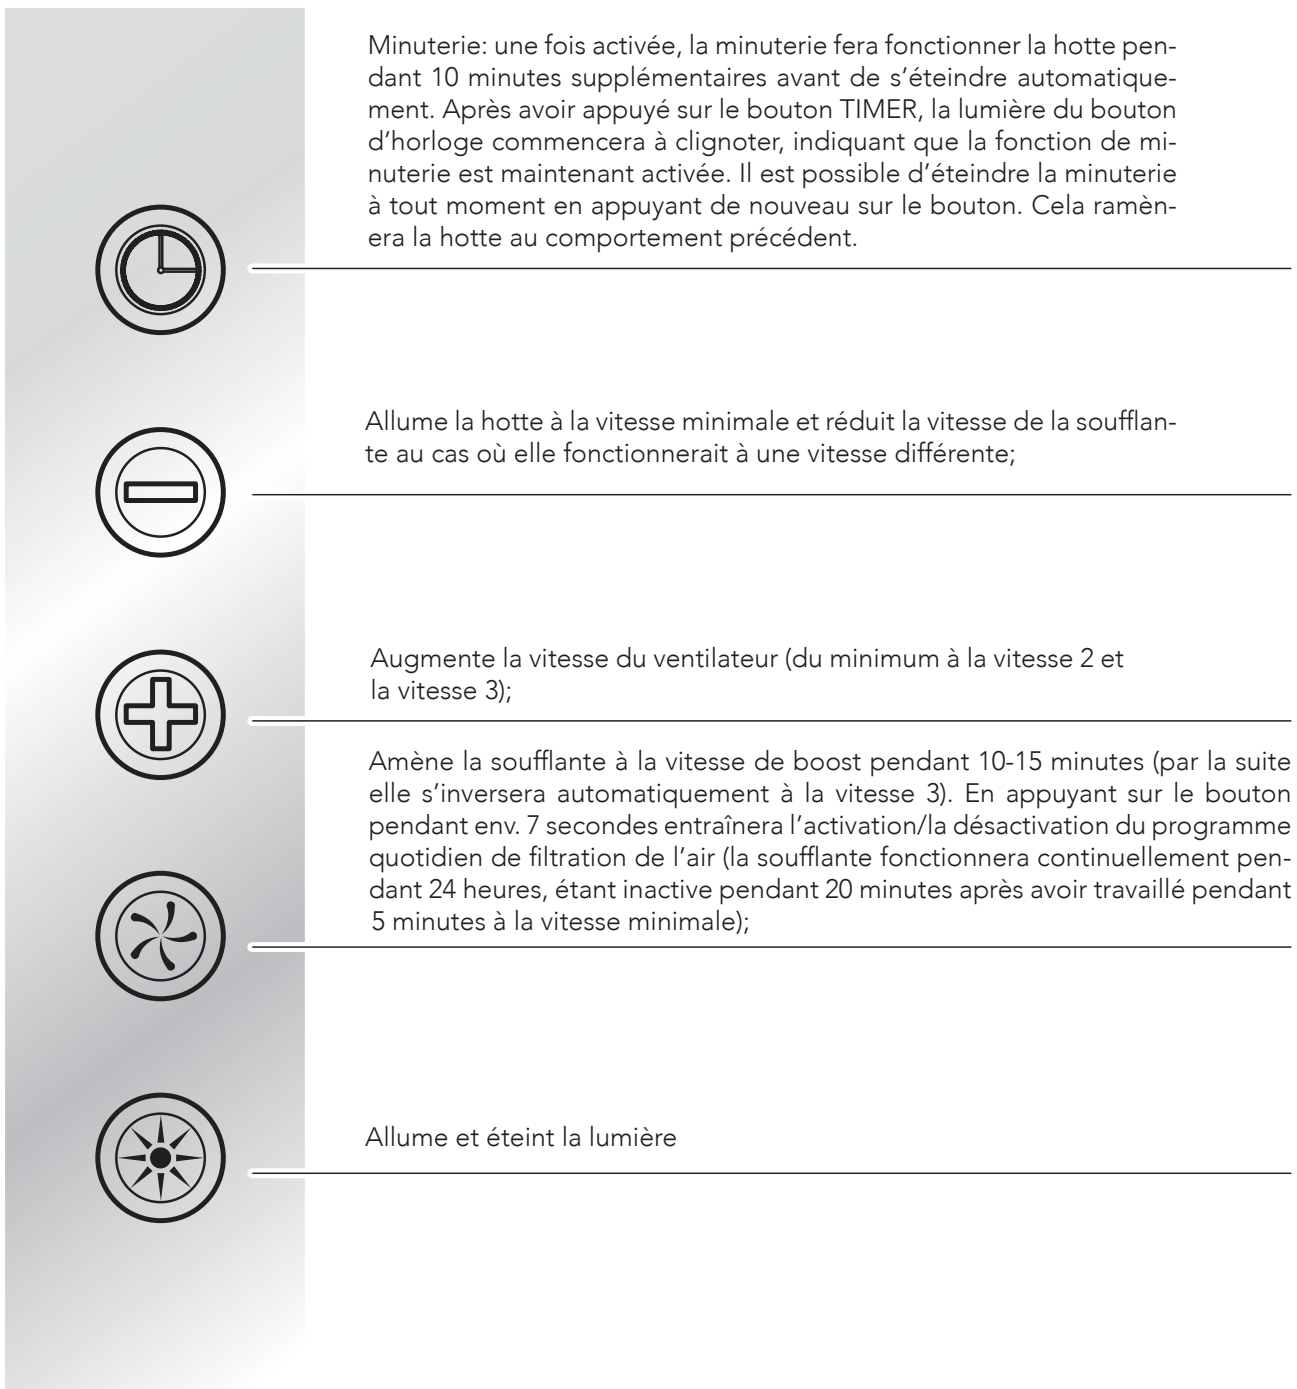 Minuterie: une fois activée, la minuterie fera fonctionner la hotte pen-
dant 10 minutes supplémentaires avant de s’éteindre automatique-
ment. Après avoir appuyé sur le bouton TIMER, la lumière du bouton
d’horloge commencera à clignoter, indiquant que la fonction de mi-
nuterie est maintenant activée. Il est possible d’éteindre la minuterie
à tout moment en appuyant de nouveau sur le bouton. Cela ramèn-
era la hotte au comportement précédent.
Allume la hotte à la vitesse minimale et réduit la vitesse de la soufflan-
te au cas où elle fonctionnerait à une vitesse différente;
Augmente la vitesse du ventilateur (du minimum à la vitesse 2 et
la vitesse 3);
Amène la soufflante à la vitesse de boost pendant 10-15 minutes (par la suite
elle s’inversera automatiquement à la vitesse 3). En appuyant sur le bouton
pendant env. 7 secondes entraînera l’activation/la désactivation du programme
quotidien de filtration de l’air (la soufflante fonctionnera continuellement pen-
dant 24 heures, étant inactive pendant 20 minutes après avoir travaillé pendant
5 minutes à la vitesse minimale);
Allume et éteint la lumière